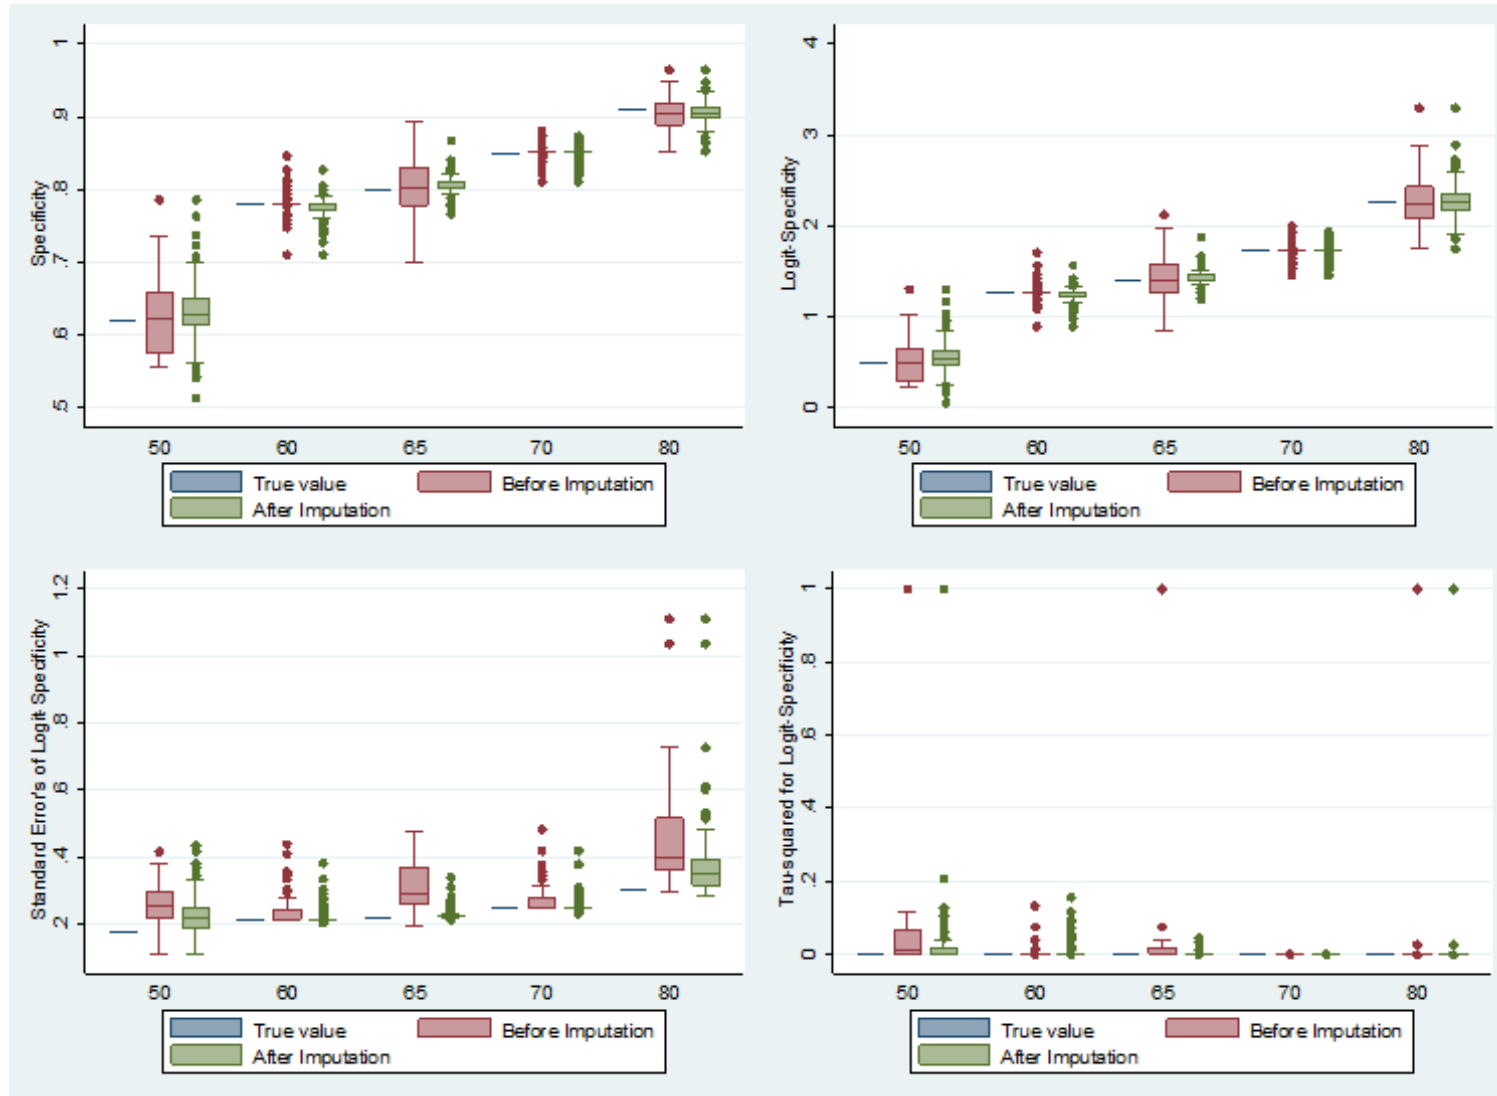 Specificity
1
.9
.8
.7
.6
.5
50 60 65 70 80
True value Before Imputation
After Imputation
Logit-Specificity
4
3
2
1
0
50 60 65 70 80
True value Before Imputation
After Imputation
Standard Error's of Logit-Specificity
1.2
1
.8
.6
.4
.2
50 60 65 70 80
True value Before Imputation
After Imputation
Tau-squared for Logit-Specificity
1
.8
.6
.4
.2
0
50 60 65 70 80
True value Before Imputation
After Imputation